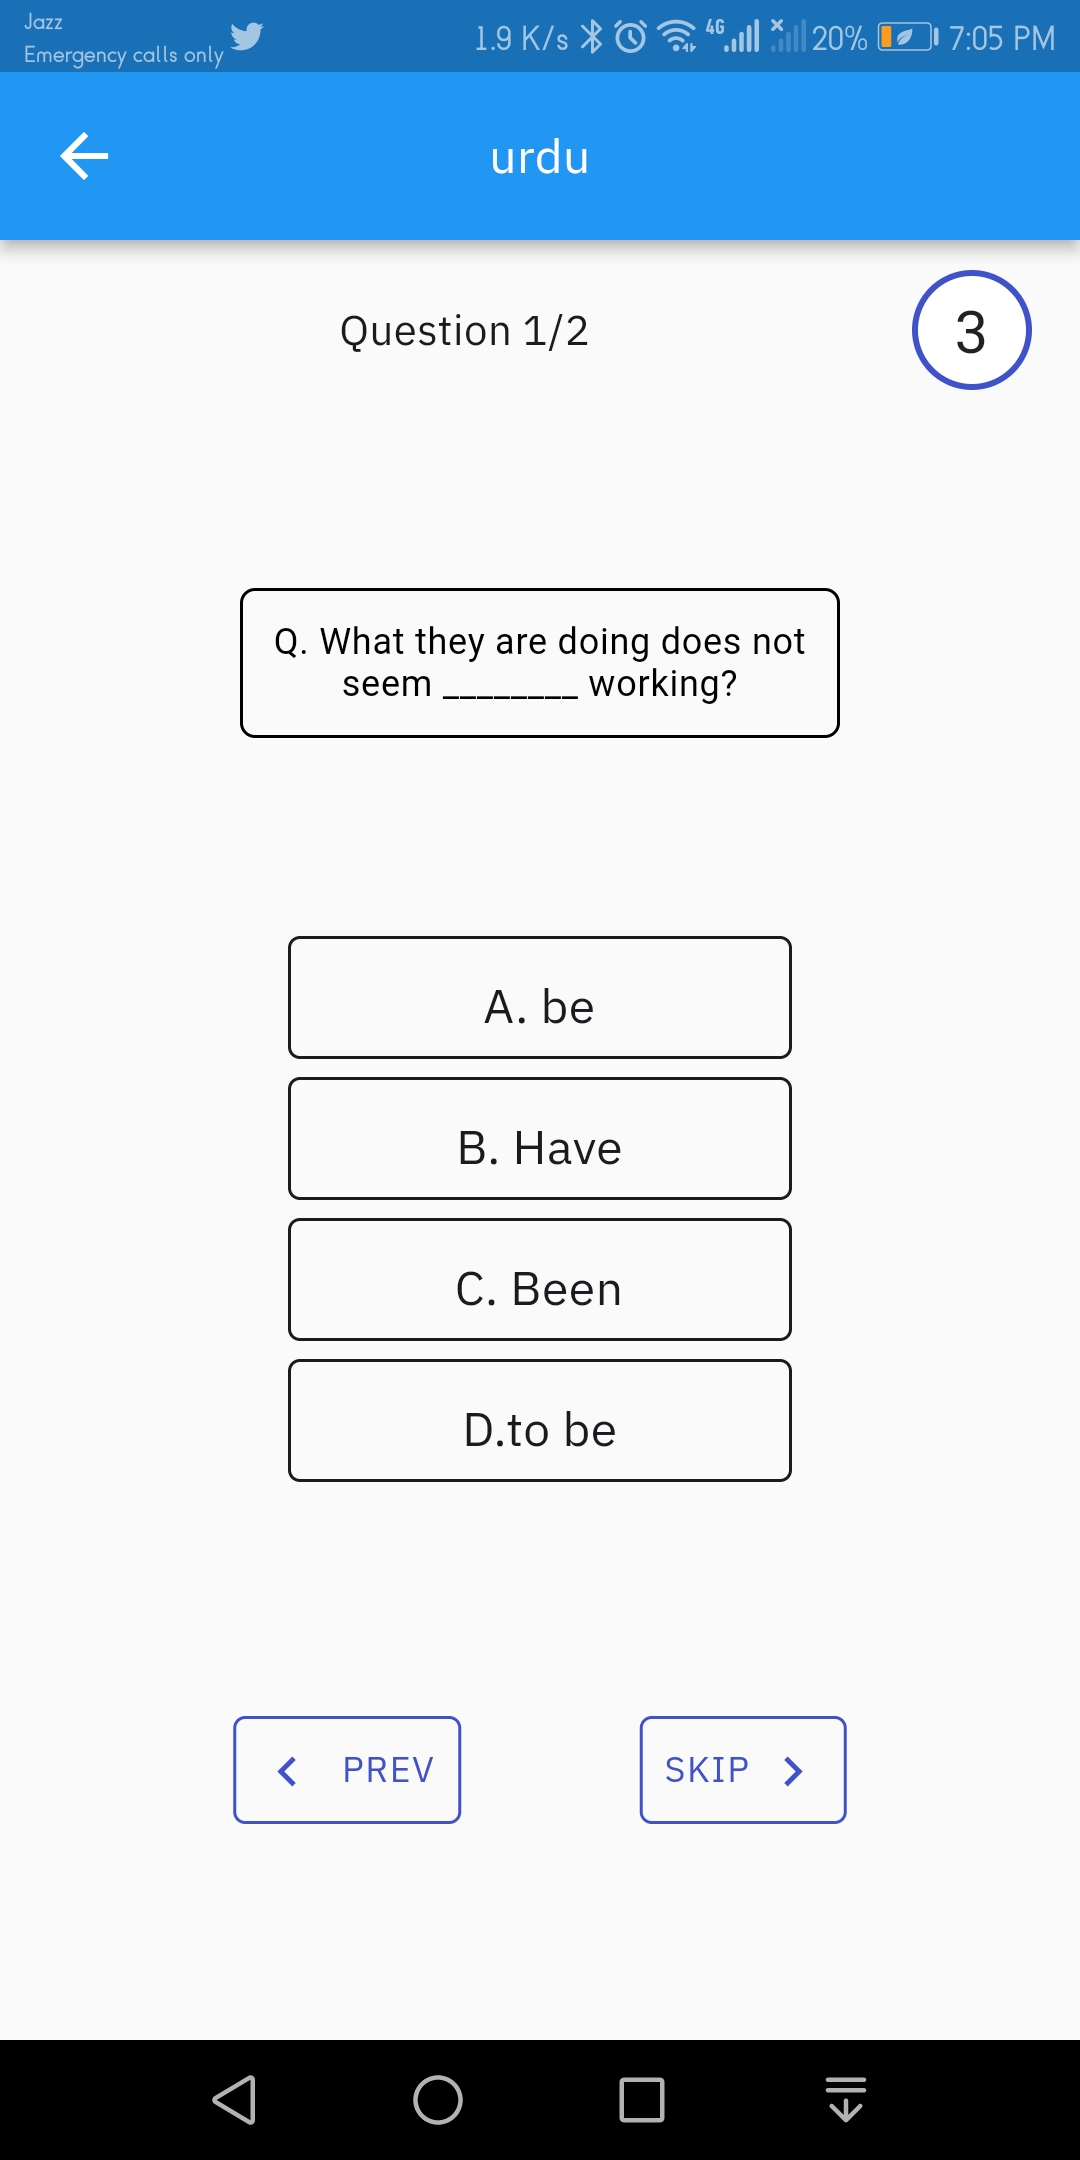 Jazz
Emergency calls only
1.9 K/s 4G 20% 7:05 PM
urdu
Question 1/2
3
Q. What they are doing does not
seem ________ working?
A. be
B. Have
C. Been
D.to be
PREV
SKIP